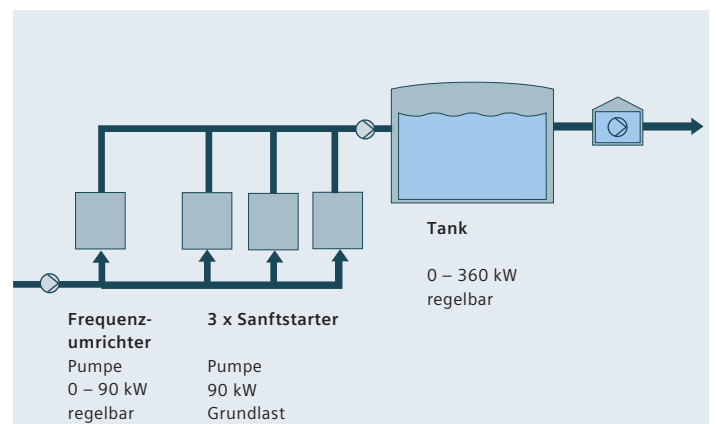 Tank
0 – 360 kW
regelbar
Frequenz-
umrichter
Pumpe
0 – 90 kW
regelbar
3 x Sanftstarter
Pumpe
90 kW
Grundlast